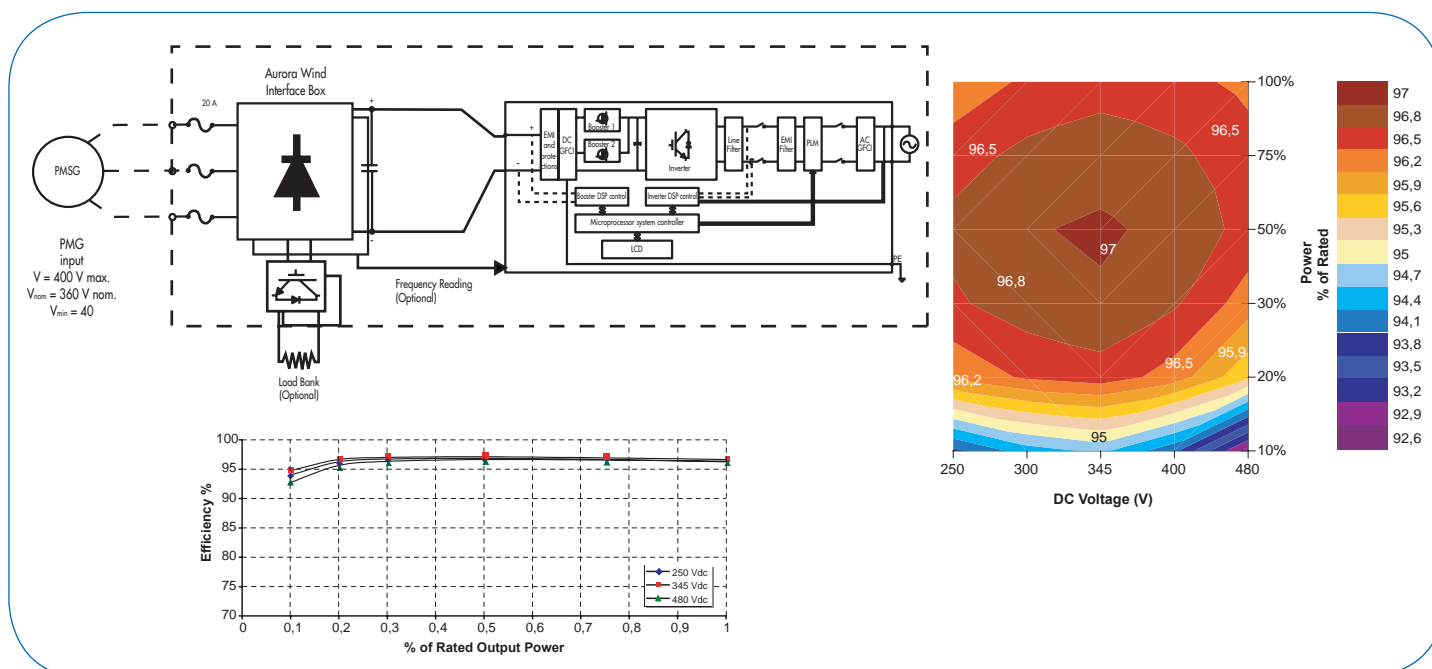 Aurora Wind
Interface Box
20 A
+
-
PMSG
PMG
input
V = 400 V max.
Vnom = 360 V nom.
Vmin = 40
Load Bank
(Optional)
Frequency Reading
(Optional)
+
-
EMI
and
prote-
ctions
DC
GFCI
Booster 1
Booster 2
Inverter
Line
Filter
EMI
Filter
PLM
AC
GFCI
Booster DSP control
Inverter DSP control
Microprocessor system controller
LCD
PE
Efficiency %
100
95
90
85
80
75
70
0 0,1 0,2 0,3 0,4 0,5 0,6 0,7 0,8 0,9 1
% of Rated Output Power
250 Vdc
345 Vdc
480 Vdc
96,5
96,5
97
96,8
96,5
95,9
96,2
95
100%
75%
50%
30%
20%
10%
Power
% of Rated
250 300 345 400 480
DC Voltage (V)
97
96,8
96,5
96,2
95,9
95,6
95,3
95
94,7
94,4
94,1
93,8
93,5
93,2
92,9
92,6